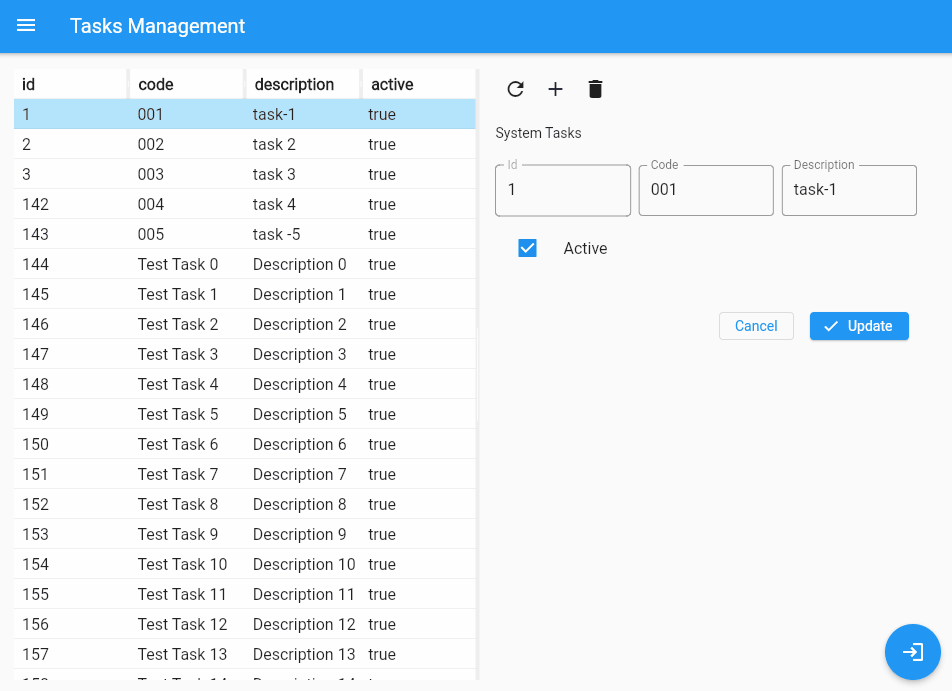 Tasks Management
id code description active
1 001 task-1 true
2 002 task 2 true
3 003 task 3 true
142 004 task 4 true
143 005 task -5 true
144 Test Task 0 Description 0 true
145 Test Task 1 Description 1 true
146 Test Task 2 Description 2 true
147 Test Task 3 Description 3 true
148 Test Task 4 Description 4 true
149 Test Task 5 Description 5 true
150 Test Task 6 Description 6 true
151 Test Task 7 Description 7 true
152 Test Task 8 Description 8 true
153 Test Task 9 Description 9 true
154 Test Task 10 Description 10 true
155 Test Task 11 Description 11 true
156 Test Task 12 Description 12 true
157 Test Task 13 Description 13 true
System Tasks
Id Code Description
1 001 task-1
Active
Cancel Update